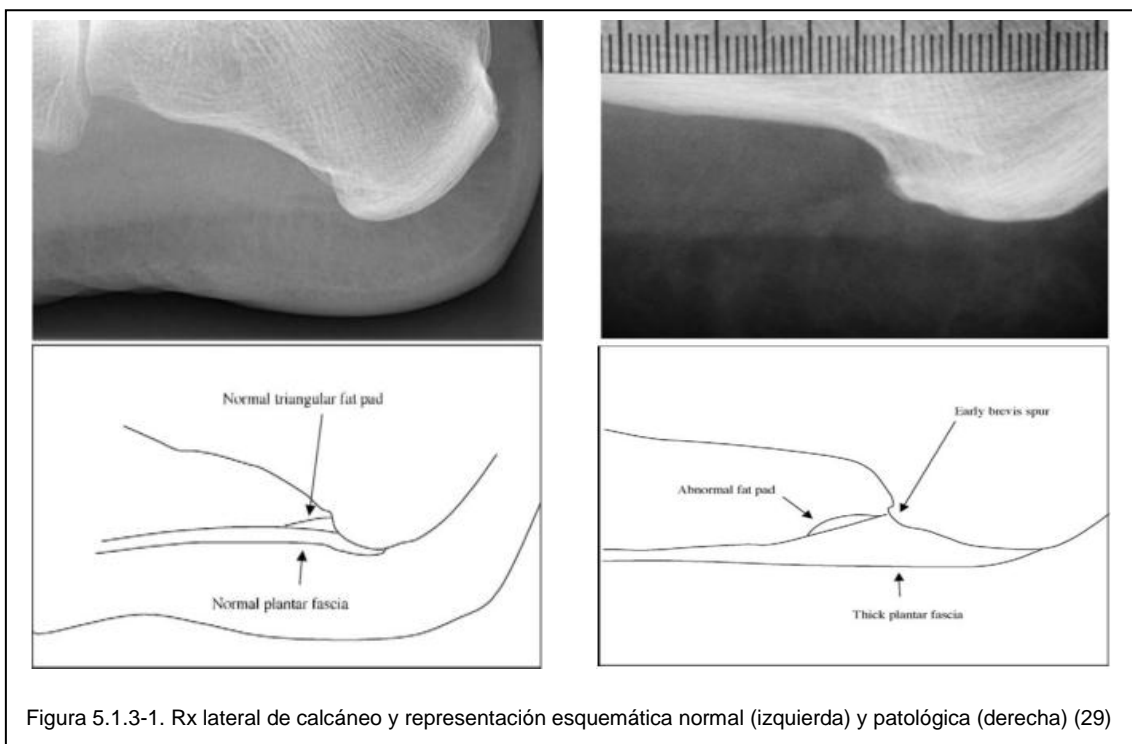 Normal triangular fat pad
Normal plantar fascia
Early brevis spur
Abnormal fat pad
Thick plantar fascia
Figura 5.1.3-1. Rx lateral de calcáneo y representación esquemática normal (izquierda) y patológica (derecha) (29)